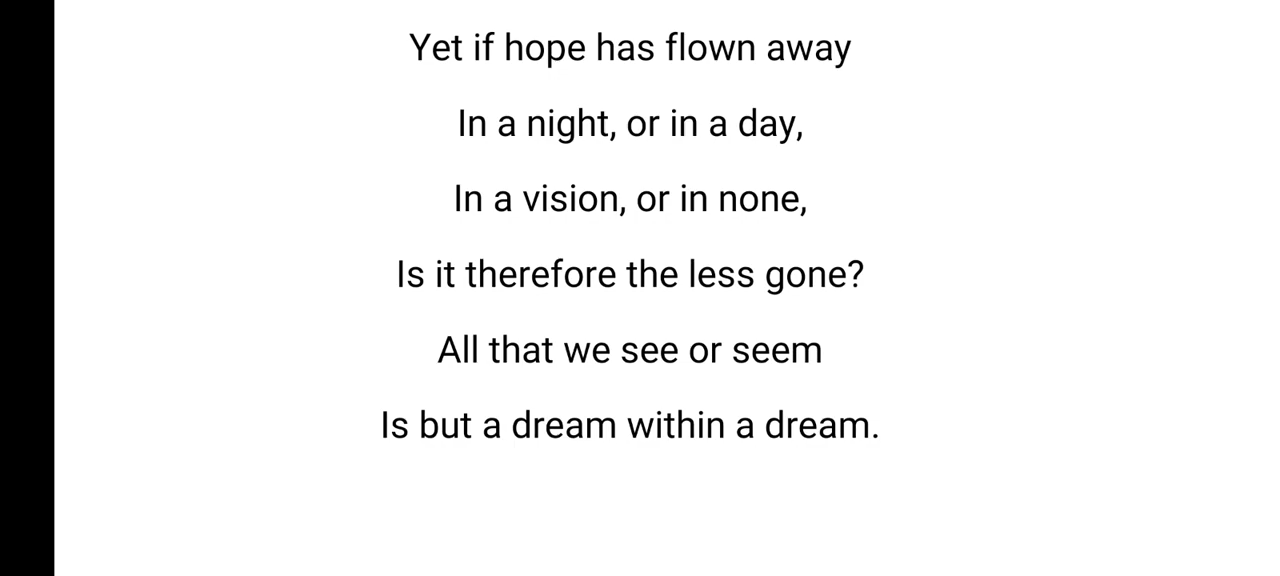 Yet if hope has flown away
In a night, or in a day,
In a vision, or in none,
Is it therefore the less gone?
All that we see or seem
Is but a dream within a dream.